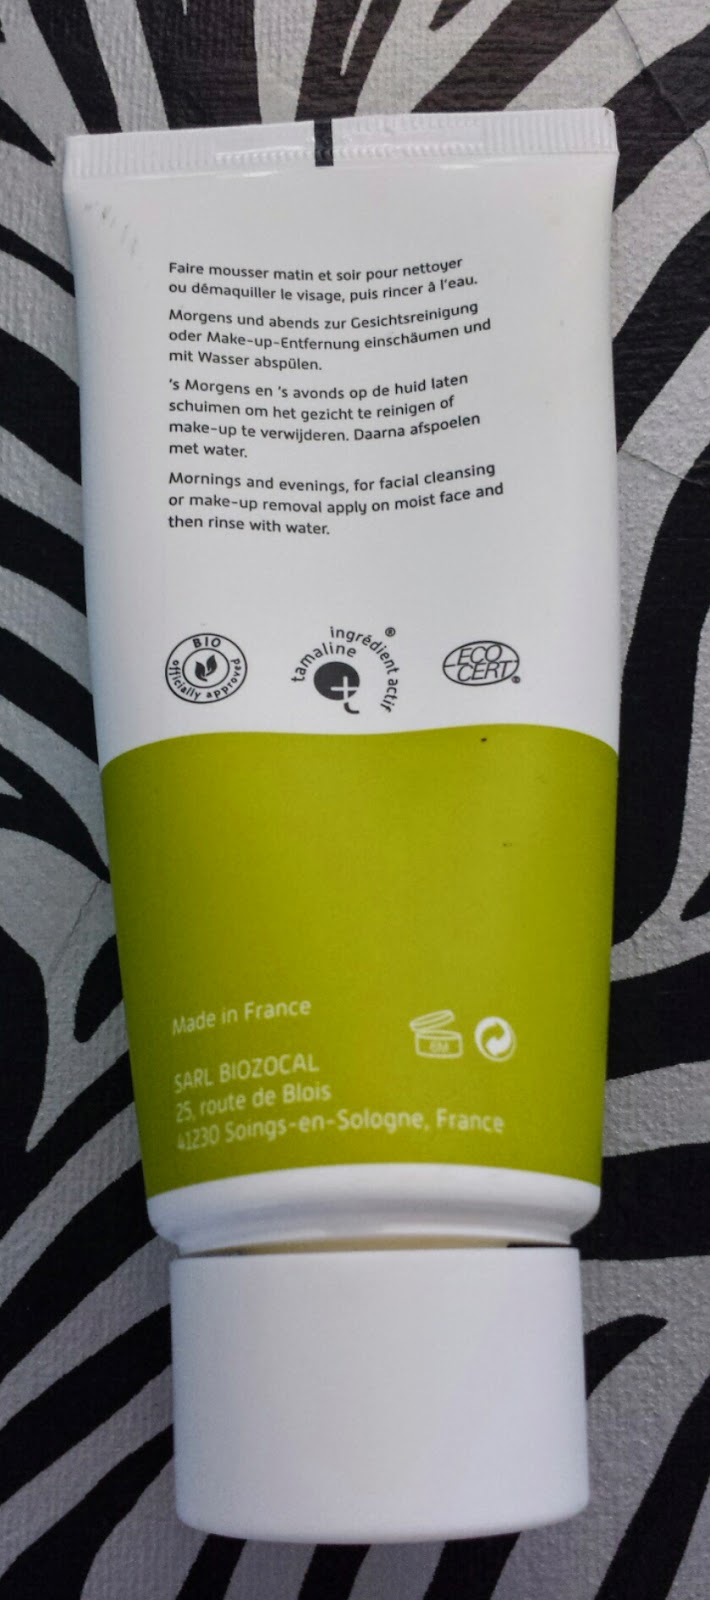 Faire mousser matin et soir pour nettoyer
ou démaquiller le visage, puis rincer à l'eau.
Morgens und abends zur Gesichtsreinigung
oder Make-up-Entfernung einschäumen und
mit Wasser abspülen.
's Morgens en 's avonds op de huid laten
schuimen om het gezicht te reinigen of
make-up te verwijderen. Daarna afspoelen
met water.
Mornings and evenings, for facial cleansing
or make-up removal apply on moist face and
then rinse with water.
BIO
officially approved
tamaline
ingrédient actif ®
ECO
CERT®
Made in France
6M
SARL BIOZOCAL
25, route de Blois
41230 Soings-en-Sologne, France